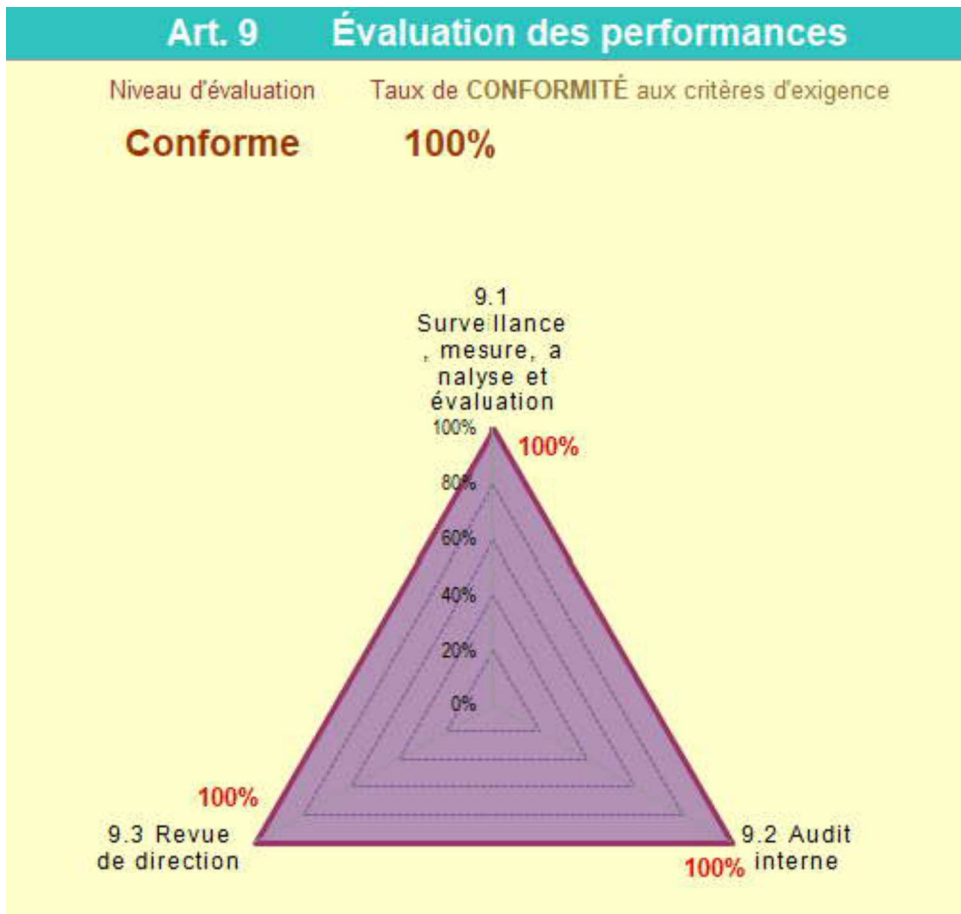 Art. 9 Évaluation des performances
Niveau d'évaluation Taux de CONFORMITÉ aux critères d'exigence
Conforme 100%
9.1
Surveillance
, mesure, a
nalyse et
évaluation
100%
100%
80%
60%
40%
20%
0%
100%
9.3 Revue
de direction
9.2 Audit
interne
100%